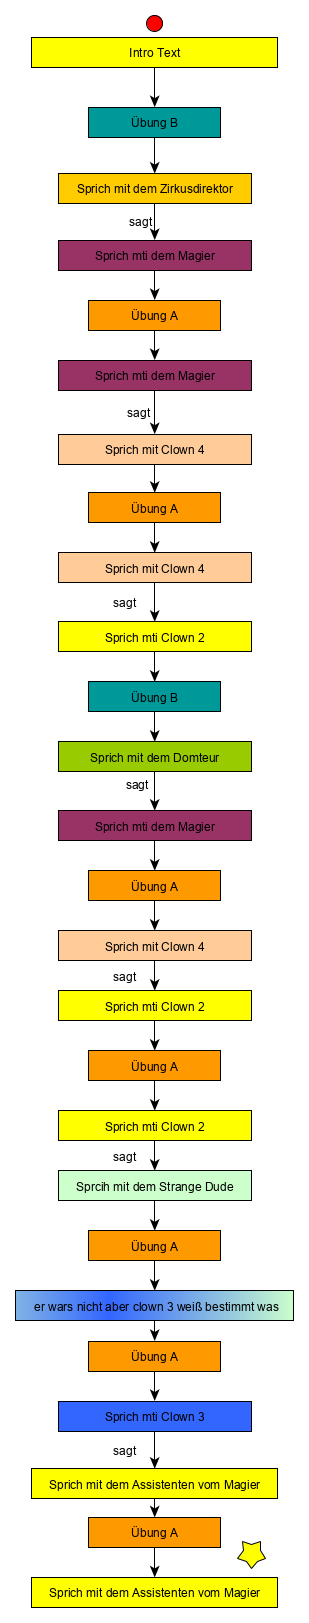 Intro Text
Übung B
Sprich mit dem Zirkusdirektor
sagt
Sprich mti dem Magier
Übung A
Sprich mti dem Magier
sagt
Sprich mit Clown 4
Übung A
Sprich mit Clown 4
sagt
Sprich mti Clown 2
Übung B
Sprich mit dem Domteur
sagt
Sprich mti dem Magier
Übung A
Sprich mit Clown 4
sagt
Sprich mti Clown 2
Übung A
Sprich mti Clown 2
sagt
Sprcih mit dem Strange Dude
Übung A
er wars nicht aber clown 3 weiß bestimmt was
Übung A
Sprich mti Clown 3
sagt
Sprich mit dem Assistenten vom Magier
Übung A
Sprich mit dem Assistenten vom Magier